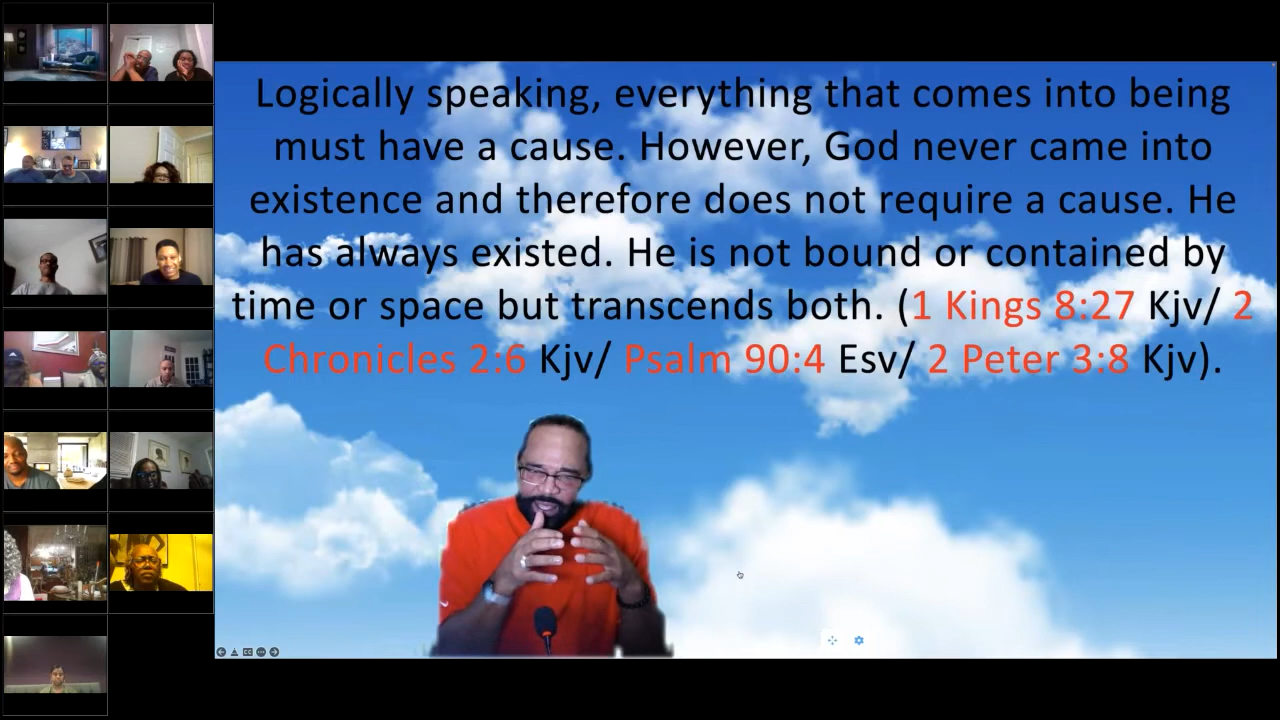 Logically speaking, everything that comes into being
must have a cause. However, God never came into
existence and therefore does not require a cause. He
has always existed. He is not bound or contained by
time or space but transcends both. (1 Kings 8:27 Kjv/ 2
Chronicles 2:6 Kjv/ Psalm 90:4 Esv/ 2 Peter 3:8 Kjv).